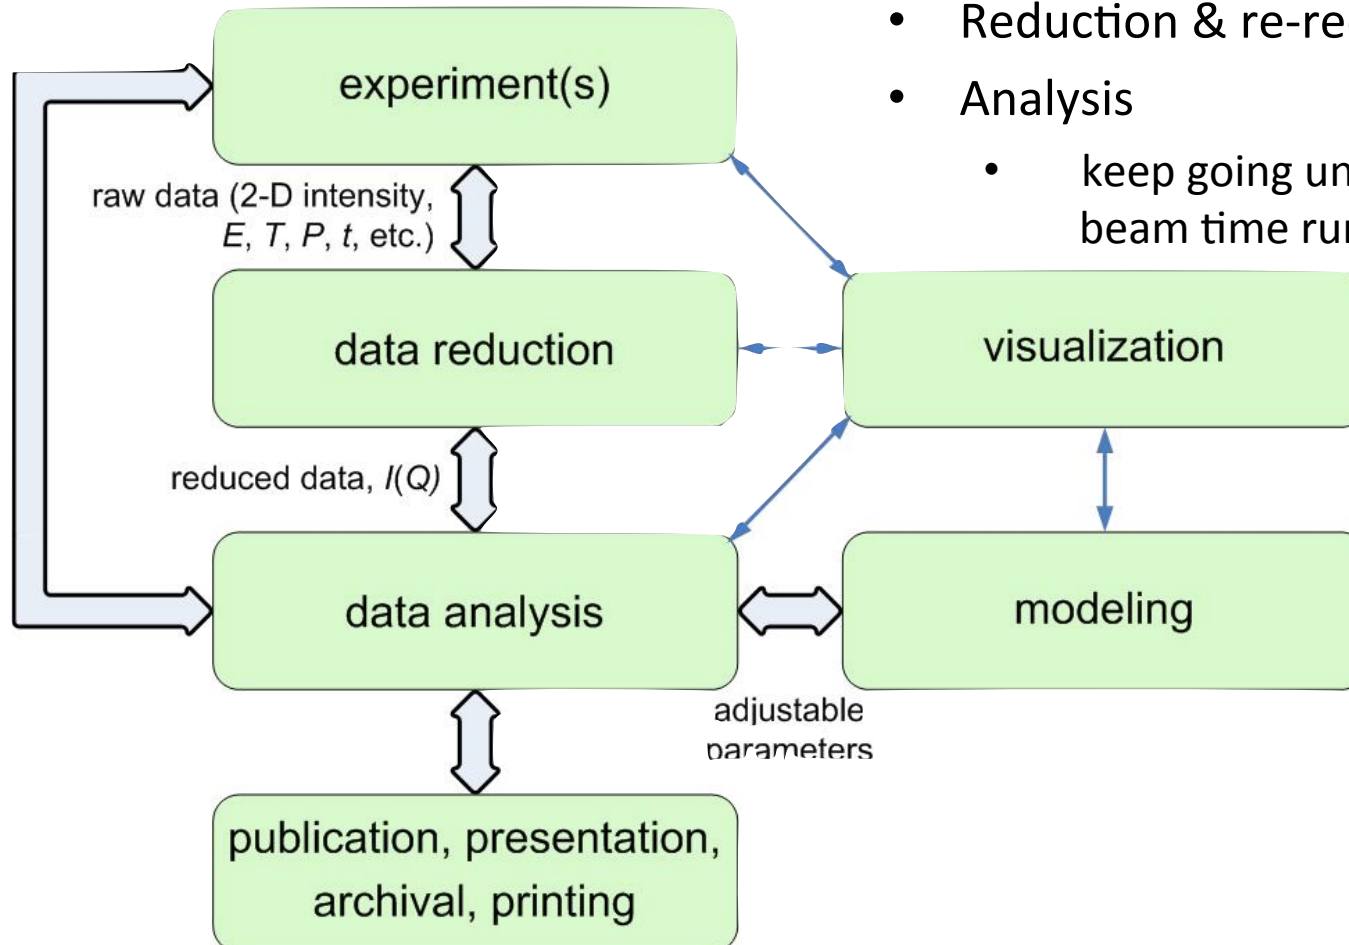 • Reduction & re-re
experiment(s)
• Analysis
• keep going un
beam time ru
raw data (2-D intensity,
E, T, P, t, etc.)
data reduction
visualization
reduced data, I(Q)
data analysis
modeling
adjustable
parameters
publication, presentation,
archival, printing